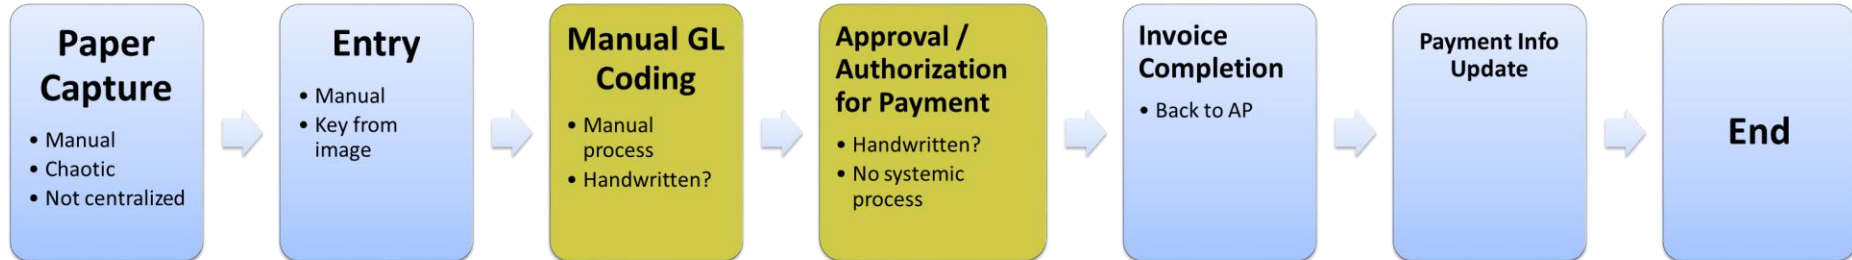 Paper
Capture
• Manual
• Chaotic
• Not centralized
Entry
• Manual
• Key from
image
Manual GL
Coding
• Manual
process
• Handwritten?
Approval /
Authorization
for Payment
• Handwritten?
• No systemic
process
Invoice
Completion
• Back to AP
Payment Info
Update
End